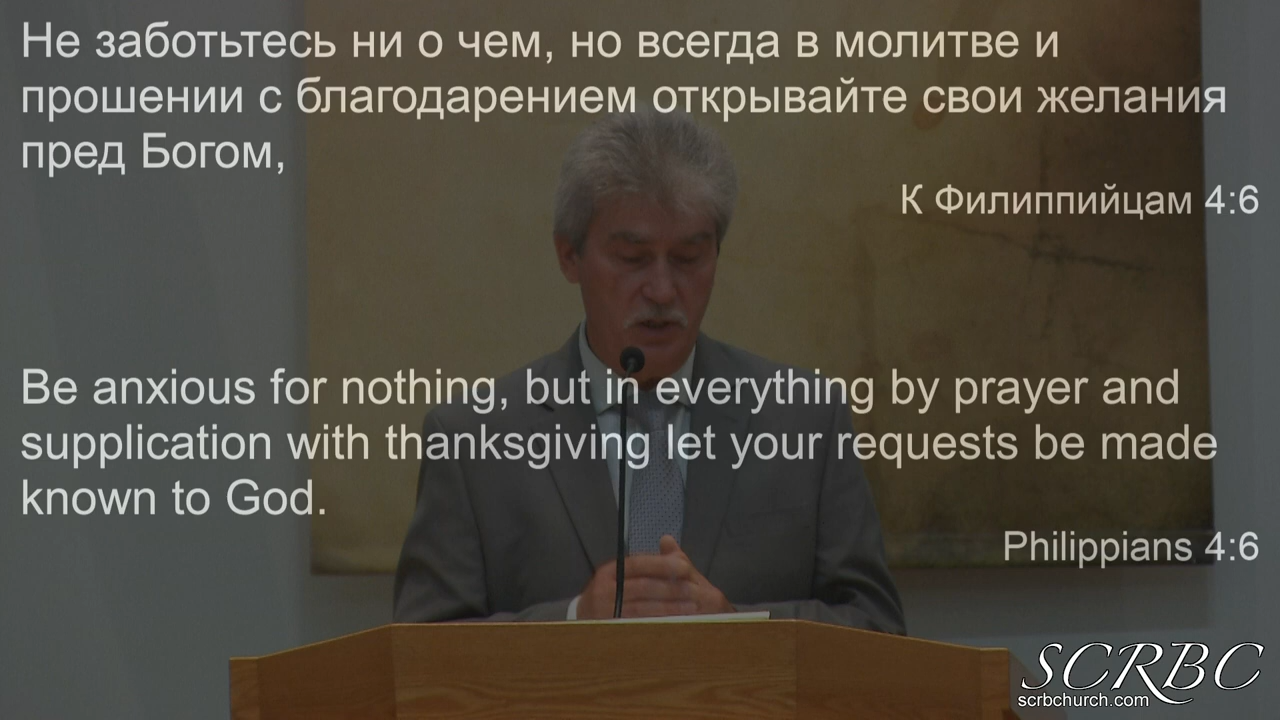 Не заботьтесь ни о чем, но всегда в молитве и
прошении с благодарением открывайте свои желания
пред Богом,
К Филиппийцам 4:6
Be anxious for nothing, but in everything by prayer and
supplication with thanksgiving let your requests be made
known to God.
Philippians 4:6
SCRBC
scrbchurch.com